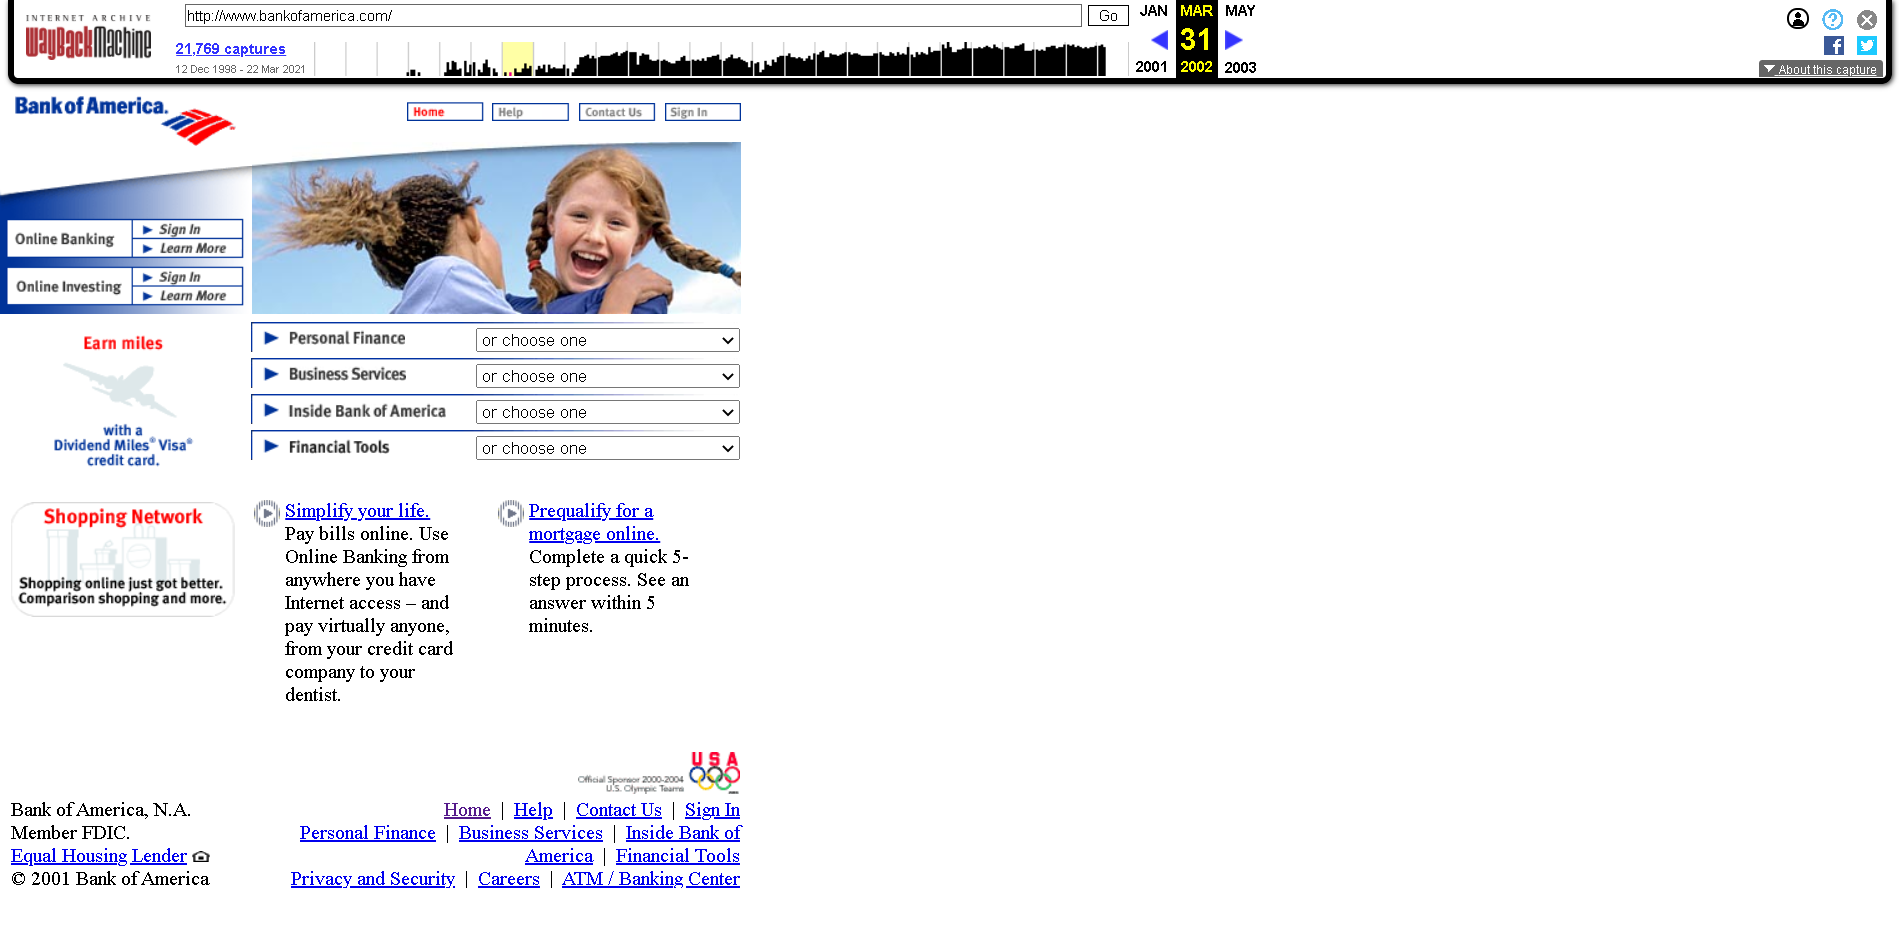 INTERNET ARCHIVE
WayBackMachine
http://www.bankofamerica.com/
Go
JAN MAR MAY
21,769 captures
31
12 Dec 1998 - 22 Mar 2021
2001 2002 2003
About this capture
Bank of America.
Home Help Contact Us Sign In
Online Banking
Sign In
Learn More
Online Investing
Sign In
Learn More
Earn miles
with a
Dividend Miles® Visa®
credit card.
Personal Finance or choose one
Business Services or choose one
Inside Bank of America or choose one
Financial Tools or choose one
Shopping Network
Shopping online just got better.
Comparison shopping and more.
Simplify your life.
Pay bills online. Use
Online Banking from
anywhere you have
Internet access – and
pay virtually anyone,
from your credit card
company to your
dentist.
Prequalify for a
mortgage online.
Complete a quick 5-
step process. See an
answer within 5
minutes.
USA
Official Sponsor 2000-2004
U.S. Olympic Teams
Bank of America, N.A.
Member FDIC.
Equal Housing Lender
© 2001 Bank of America
Home | Help | Contact Us | Sign In
Personal Finance | Business Services | Inside Bank of
America | Financial Tools
Privacy and Security | Careers | ATM / Banking Center